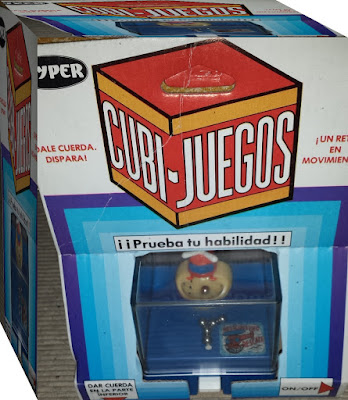 YPER
CUBI-JUEGOS
DALE CUERDA.
DISPARA!
¡UN RET
EN
MOVIMIEN
¡¡Prueba tu habilidad!!
DAR CUERDA
EN LA PARTE
INFERIOR
ON/OFF